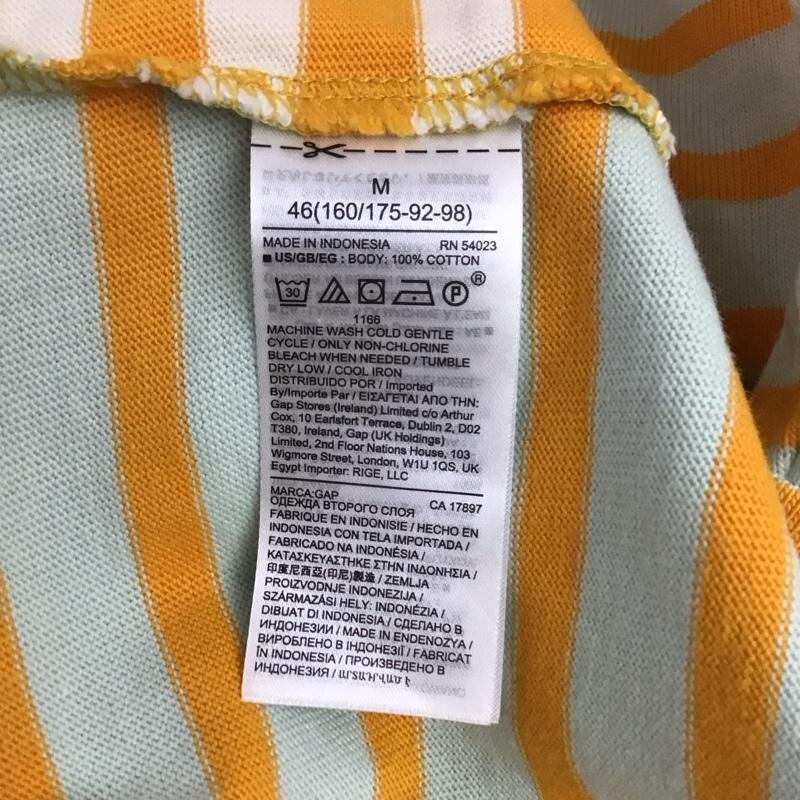 M
46(160/175-92-98)
MADE IN INDONESIA RN 54023
■ US/GB/EG : BODY: 100% COTTON
30 P ®
1166
MACHINE WASH COLD GENTLE
CYCLE / ONLY NON-CHLORINE
BLEACH WHEN NEEDED / TUMBLE
DRY LOW / COOL IRON
DISTRIBUIDO POR / Imported
By/Importe Par / ΕΙΣΑΓΕΤΑΙ ΑΠΟ ΤΗΝ:
Gap Stores (Ireland) Limited c/o Arthur
Cox, 10 Earlsfort Terrace, Dublin 2, D02
T380, Ireland, Gap (UK Holdings)
Limited, 2nd Floor Nations House, 103
Wigmore Street, London, W1U 1QS, UK
Egypt Importer: RIGE, LLC
MARCA:GAP CA 17897
ОДЕЖДА ВТОРОГО СЛОЯ
FABRIQUE EN INDONISIE / HECHO EN
INDONESIA CON TELA IMPORTADA /
FABRICADO NA INDONÉSIA /
ΚΑΤΑΣΚΕΥΑΣΤΗΚΕ ΣΤΗΝ ΙΝΔΟΝΗΣΙΑ /
印度尼西亞(印尼)製造 / ZEMLJA
PROIZVODNJE INDONEZIJA /
SZÁRMAZÁSI HELY: INDONÉZIA /
DIBUAT DI INDONESIA / СДЕЛАНО В
ИНДОНЕЗИИ / MADE IN ENDENOZYA /
ВИРОБЛЕНО В ІНДОНЕЗІЇ / FABRICAT
ÎN INDONESIA / ПРОИЗВЕДЕНО В
ИНДОНЕЗИЯ /